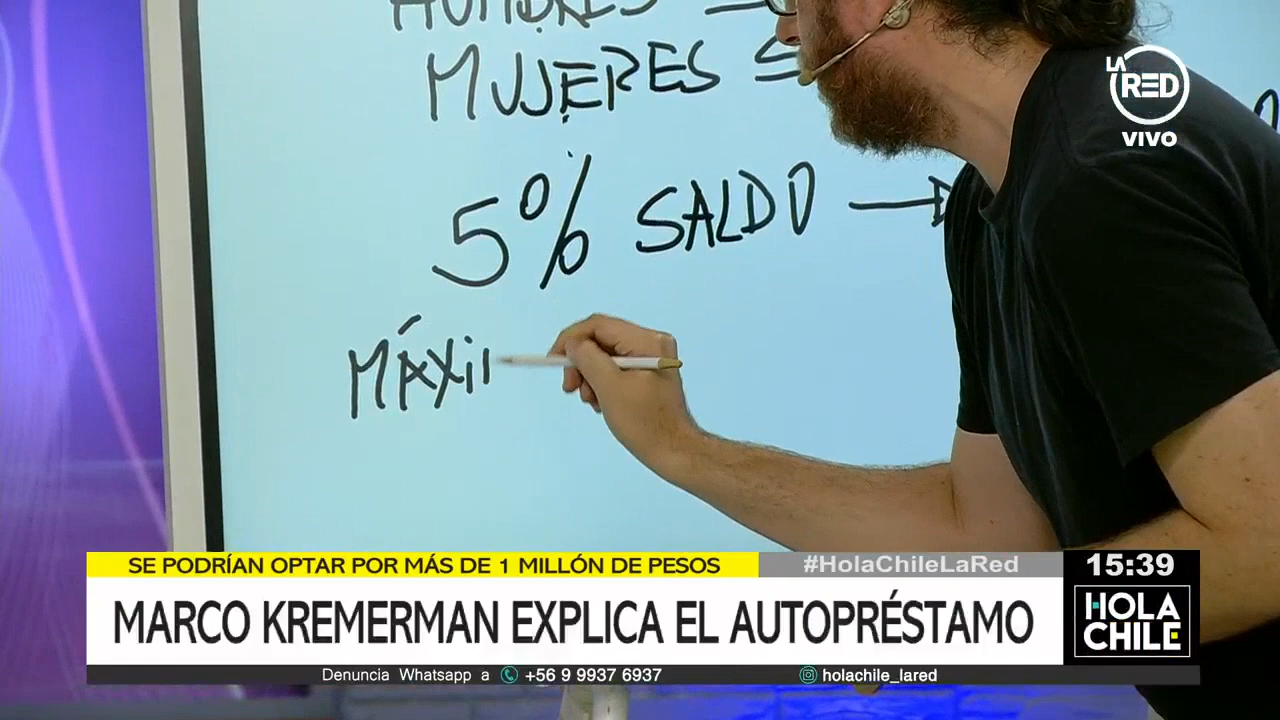 HOMBRES
MUJERES ≤
5% SALDO → D
MÁXI
LA
RED
VIVO
SE PODRÍAN OPTAR POR MÁS DE 1 MILLÓN DE PESOS
#HolaChileLaRed
15:39
MARCO KREMERMAN EXPLICA EL AUTOPRÉSTAMO
HOLA
CHILE
Denuncia Whatsapp a +56 9 9937 6937
holachile_lared